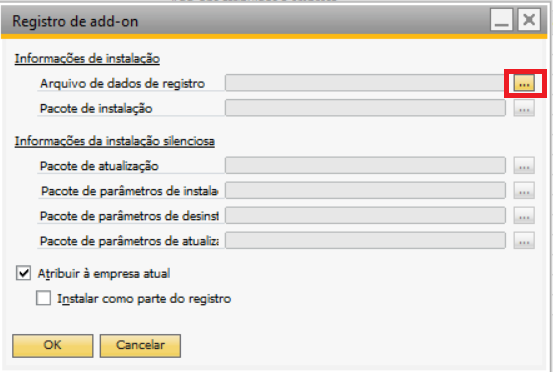 Registro de add-on
Informações de instalação
Arquivo de dados de registro
...
Pacote de instalação
...
Informações da instalação silenciosa
Pacote de atualização
...
Pacote de parâmetros de instala
...
Pacote de parâmetros de desinst
...
Pacote de parâmetros de atualiza
...
Atribuir à empresa atual
Instalar como parte do registro
OK Cancelar